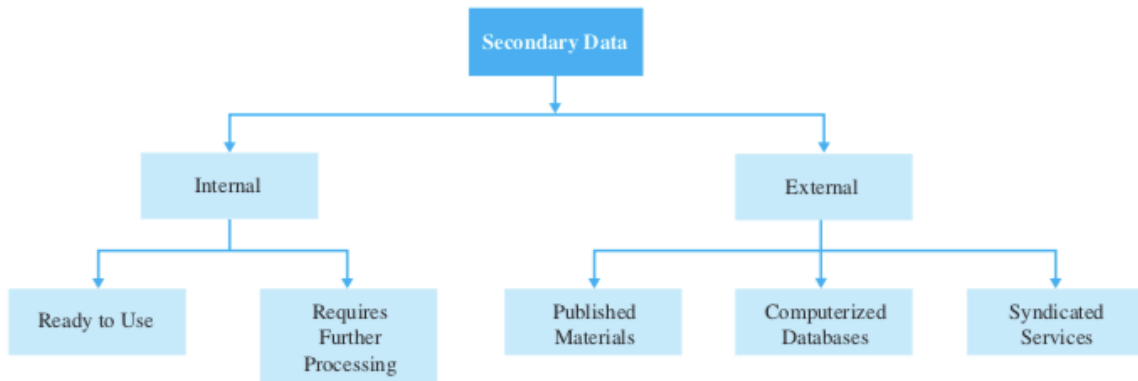 Secondary Data
Internal
External
Ready to Use
Requires
Further
Processing
Published
Materials
Computerized
Databases
Syndicated
Services